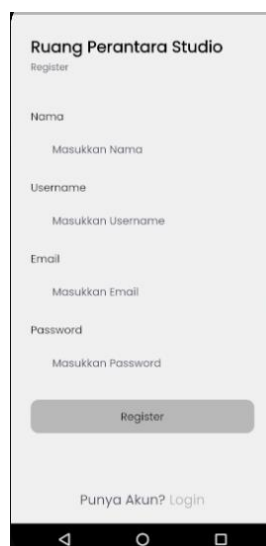 Ruang Perantara Studio
Register
Nama
Masukkan Nama
Username
Masukkan Username
Email
Masukkan Email
Password
Masukkan Password
Register
Punya Akun? Login